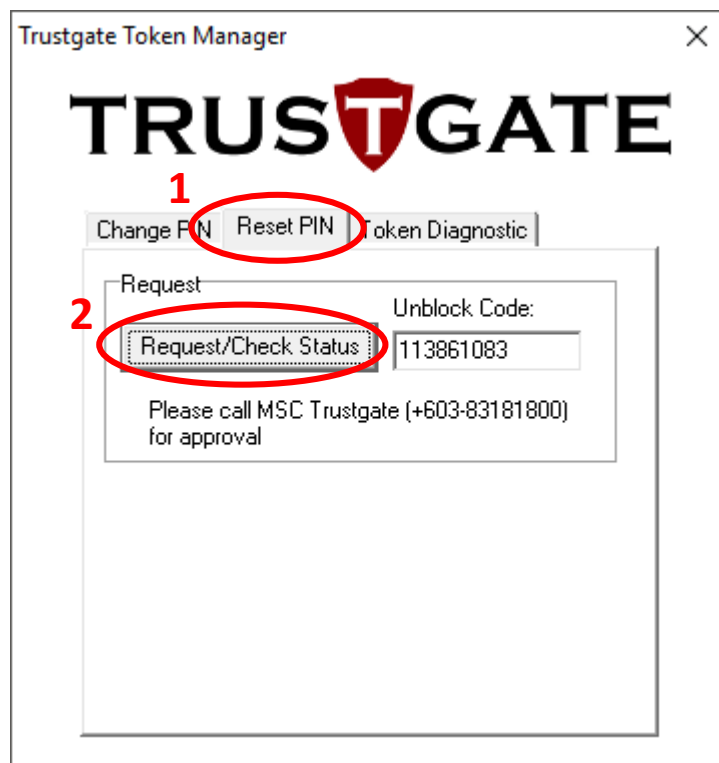 Trustgate Token Manager
TRUSTGATE
1
Change PIN Reset PIN Token Diagnostic
Request
2
Unblock Code:
Request/Check Status 113861083
Please call MSC Trustgate (+603-83181800)
for approval